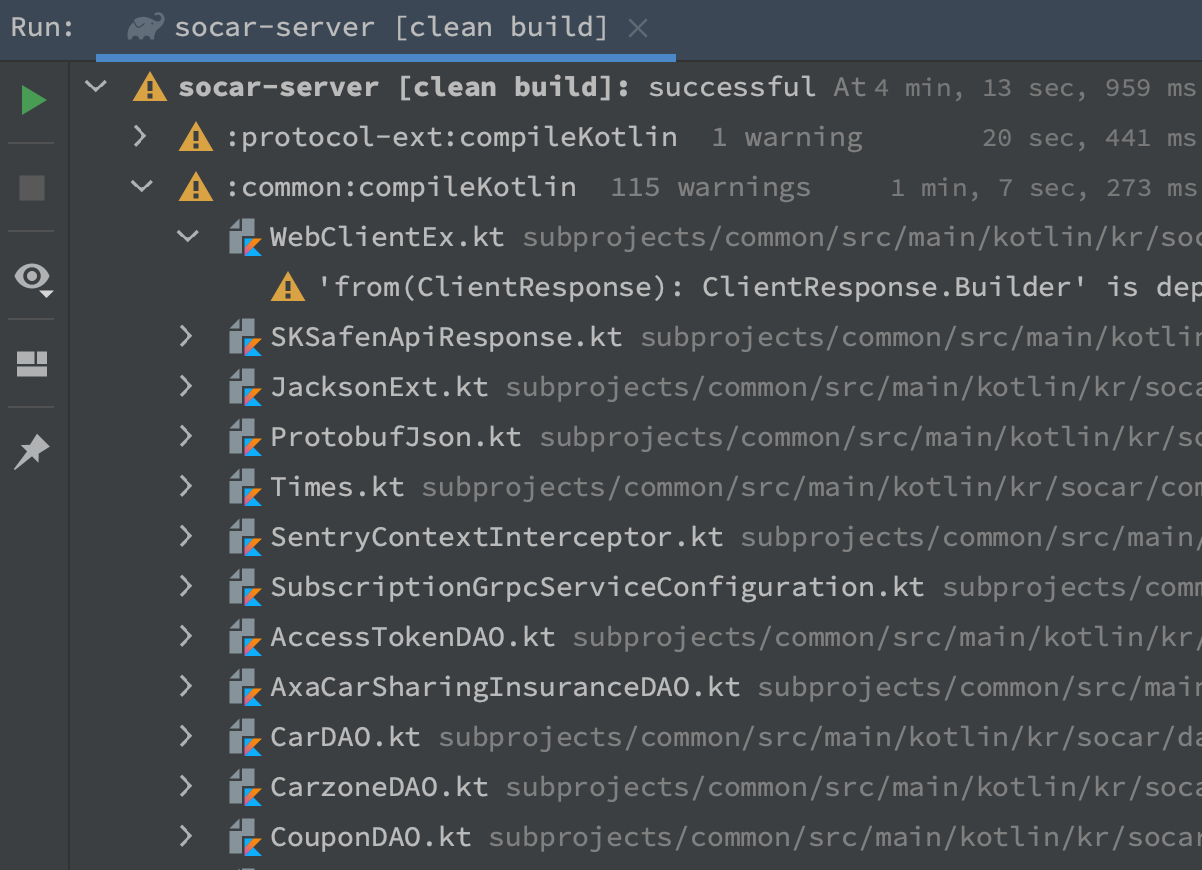 Run: socar-server [clean build]
socar-server [clean build]: successful At 4 min, 13 sec, 959 ms
:protocol-ext:compileKotlin 1 warning 20 sec, 441 ms
:common:compileKotlin 115 warnings 1 min, 7 sec, 273 ms
WebClientEx.kt subprojects/common/src/main/kotlin/kr/soc
'from(ClientResponse): ClientResponse.Builder' is dep
SKSafenApiResponse.kt subprojects/common/src/main/kotlin
JacksonExt.kt subprojects/common/src/main/kotlin/kr/soca
ProtobufJson.kt subprojects/common/src/main/kotlin/kr/so
Times.kt subprojects/common/src/main/kotlin/kr/socar/com
SentryContextInterceptor.kt subprojects/common/src/main/
SubscriptionGrpcServiceConfiguration.kt subprojects/comm
AccessTokenDAO.kt subprojects/common/src/main/kotlin/kr/
AxaCarSharingInsuranceDAO.kt subprojects/common/src/main
CarDAO.kt subprojects/common/src/main/kotlin/kr/socar/da
CarzoneDAO.kt subprojects/common/src/main/kotlin/kr/soca
CouponDAO.kt subprojects/common/src/main/kotlin/kr/socar